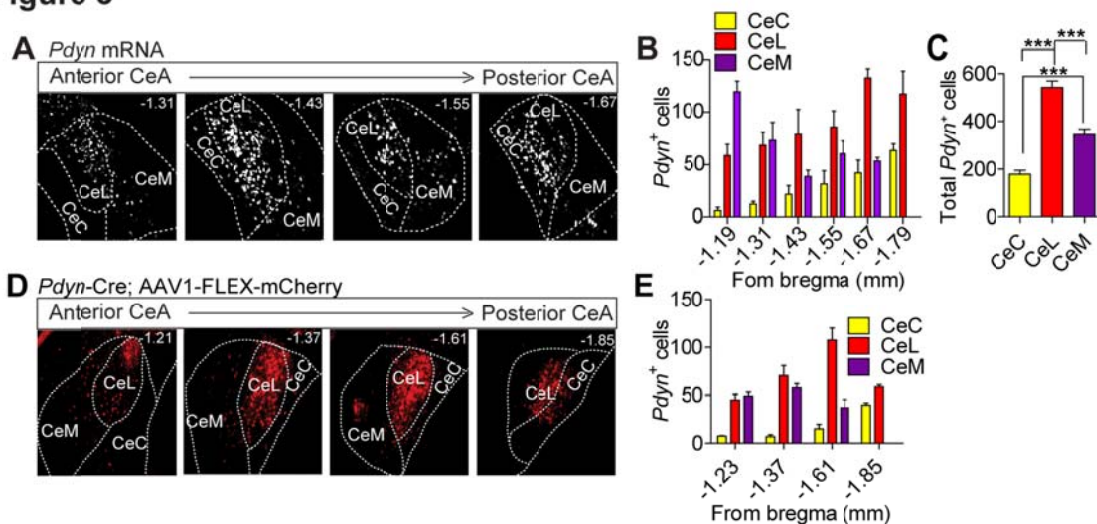 A
Pdyn mRNA
Anterior CeA
Posterior CeA
-1.31
CeL
CeC
CeM
-1.43
CeL
CeC
CeM
-1.55
CeL
CeC
CeM
-1.67
CeL
CeC
CeM
B
CeC
CeL
CeM
Pdyn+ cells
150
100
50
0
-1.19
-1.31
-1.43
-1.55
-1.67
-1.79
Fom bregma (mm)
C
***
***
***
Total Pdyn+ cells
600
400
200
0
CeC
CeL
CeM
D
Pdyn-Cre; AAV1-FLEX-mCherry
Anterior CeA
Posterior CeA
-1.21
CeL
CeM
CeC
-1.37
CeL
CeC
CeM
-1.61
CeL
CeC
CeM
-1.85
CeL
CeC
E
CeC
CeL
CeM
Pdyn+ cells
150
100
50
0
-1.23
-1.37
-1.61
-1.85
From bregma (mm)